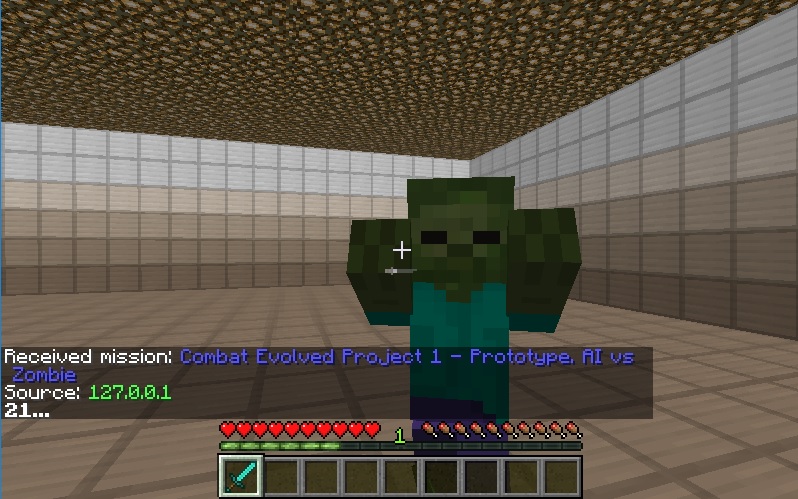 Received mission: Combat Evolved Project 1 - Prototype. AI vs
Zombie
Source: 127.0.0.1
21...
1